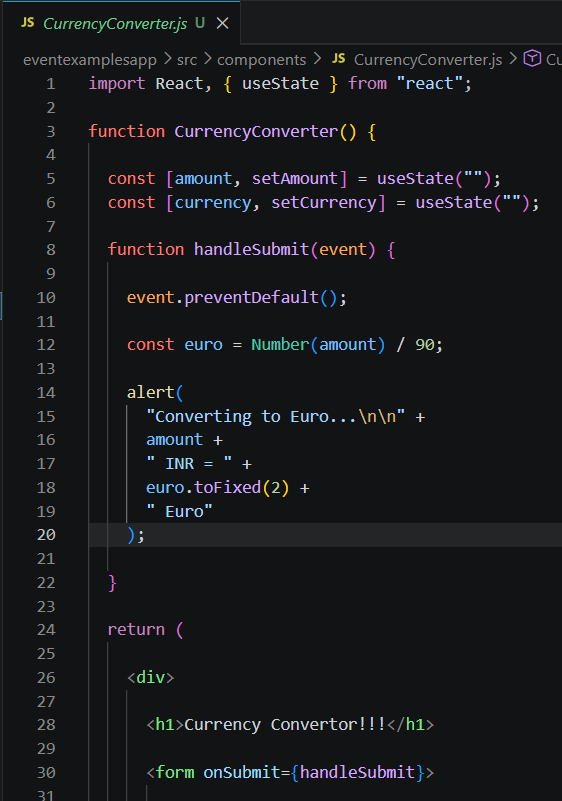 JS CurrencyConverter.js U ×
eventexamplesapp > src > components > JS CurrencyConverter.js > Cu
1 import React, { useState } from "react";
2
3 function CurrencyConverter() {
4
5 const [amount, setAmount] = useState("");
6 const [currency, setCurrency] = useState("");
7
8 function handleSubmit(event) {
9
10 event.preventDefault();
11
12 const euro = Number(amount) / 90;
13
14 alert(
15 "Converting to Euro...\n\n" +
16 amount +
17 " INR = " +
18 euro.toFixed(2) +
19 " Euro"
20 );
21
22 }
23
24 return (
25
26 <div>
27
28 <h1>Currency Convertor!!!</h1>
29
30 <form onSubmit={handleSubmit}>
31